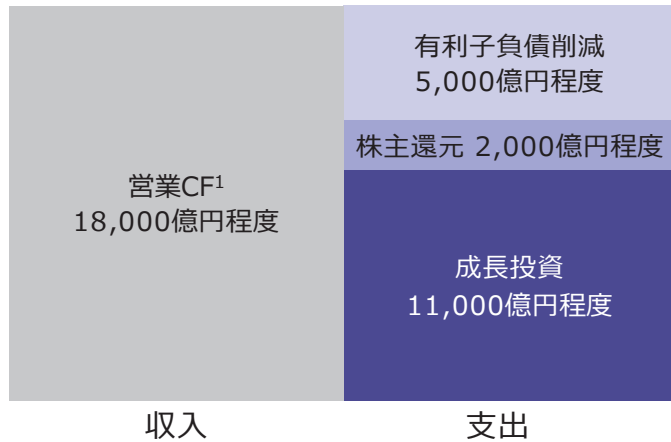 営業CF1
18,000億円程度
有利子負債削減
5,000億円程度
株主還元 2,000億円程度
成長投資
11,000億円程度
収入
支出